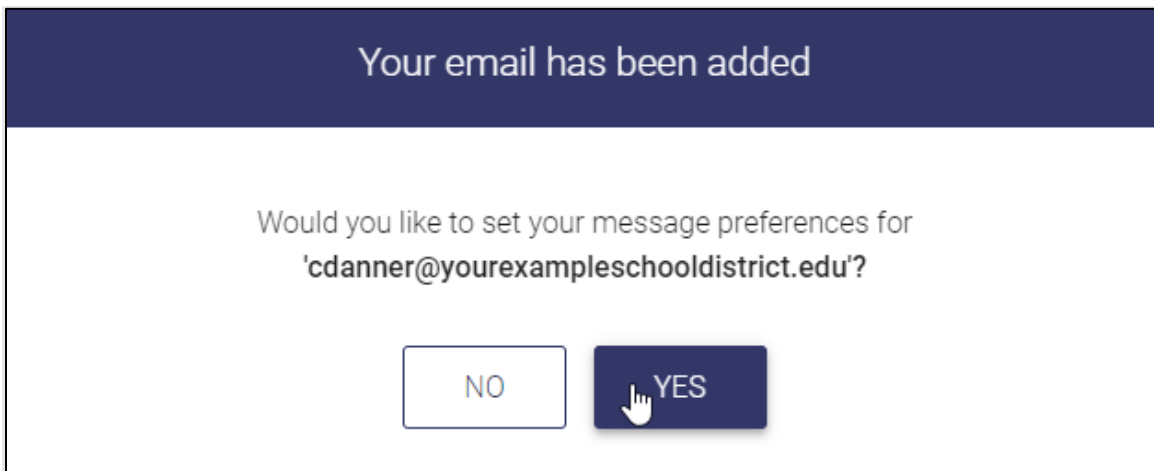 Your email has been added
Would you like to set your message preferences for
'cdanner@yourexampleschooldistrict.edu'?
NO
YES